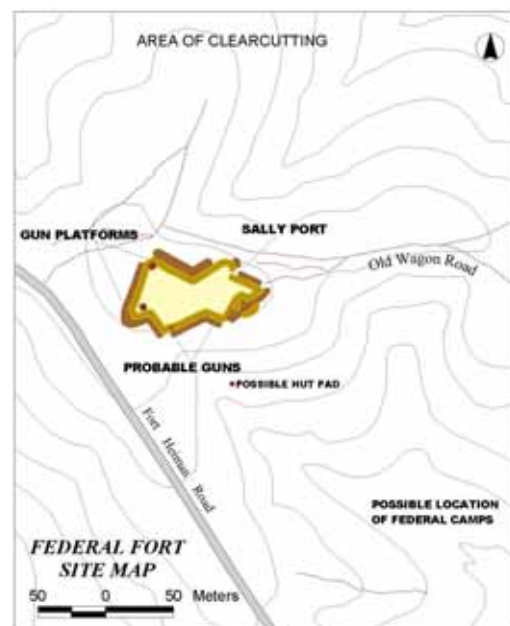 AREA OF CLEARCUTTING
GUN PLATFORMS
SALLY PORT
Old Wagon Road
PROBABLE GUNS
POSSIBLE HUT PAD
Fort Heiman Road
POSSIBLE LOCATION
OF FEDERAL CAMPS
FEDERAL FORT
SITE MAP
50 0 50 Meters